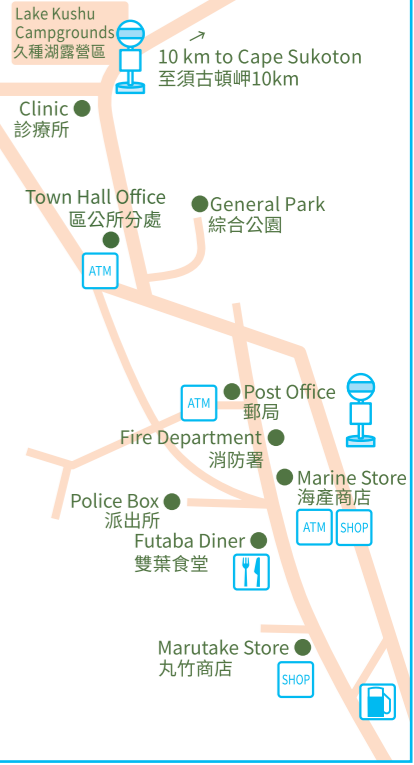 Lake Kushu
Campgrounds
久種湖露營區
10 km to Cape Sukoton
至須古頓岬10km
Clinic
診療所
Town Hall Office
區公所分處
ATM
General Park
綜合公園
Post Office
郵局
ATM
Fire Department
消防署
Marine Store
海產商店
ATM
SHOP
Police Box
派出所
Futaba Diner
雙葉食堂
Marutake Store
丸竹商店
SHOP